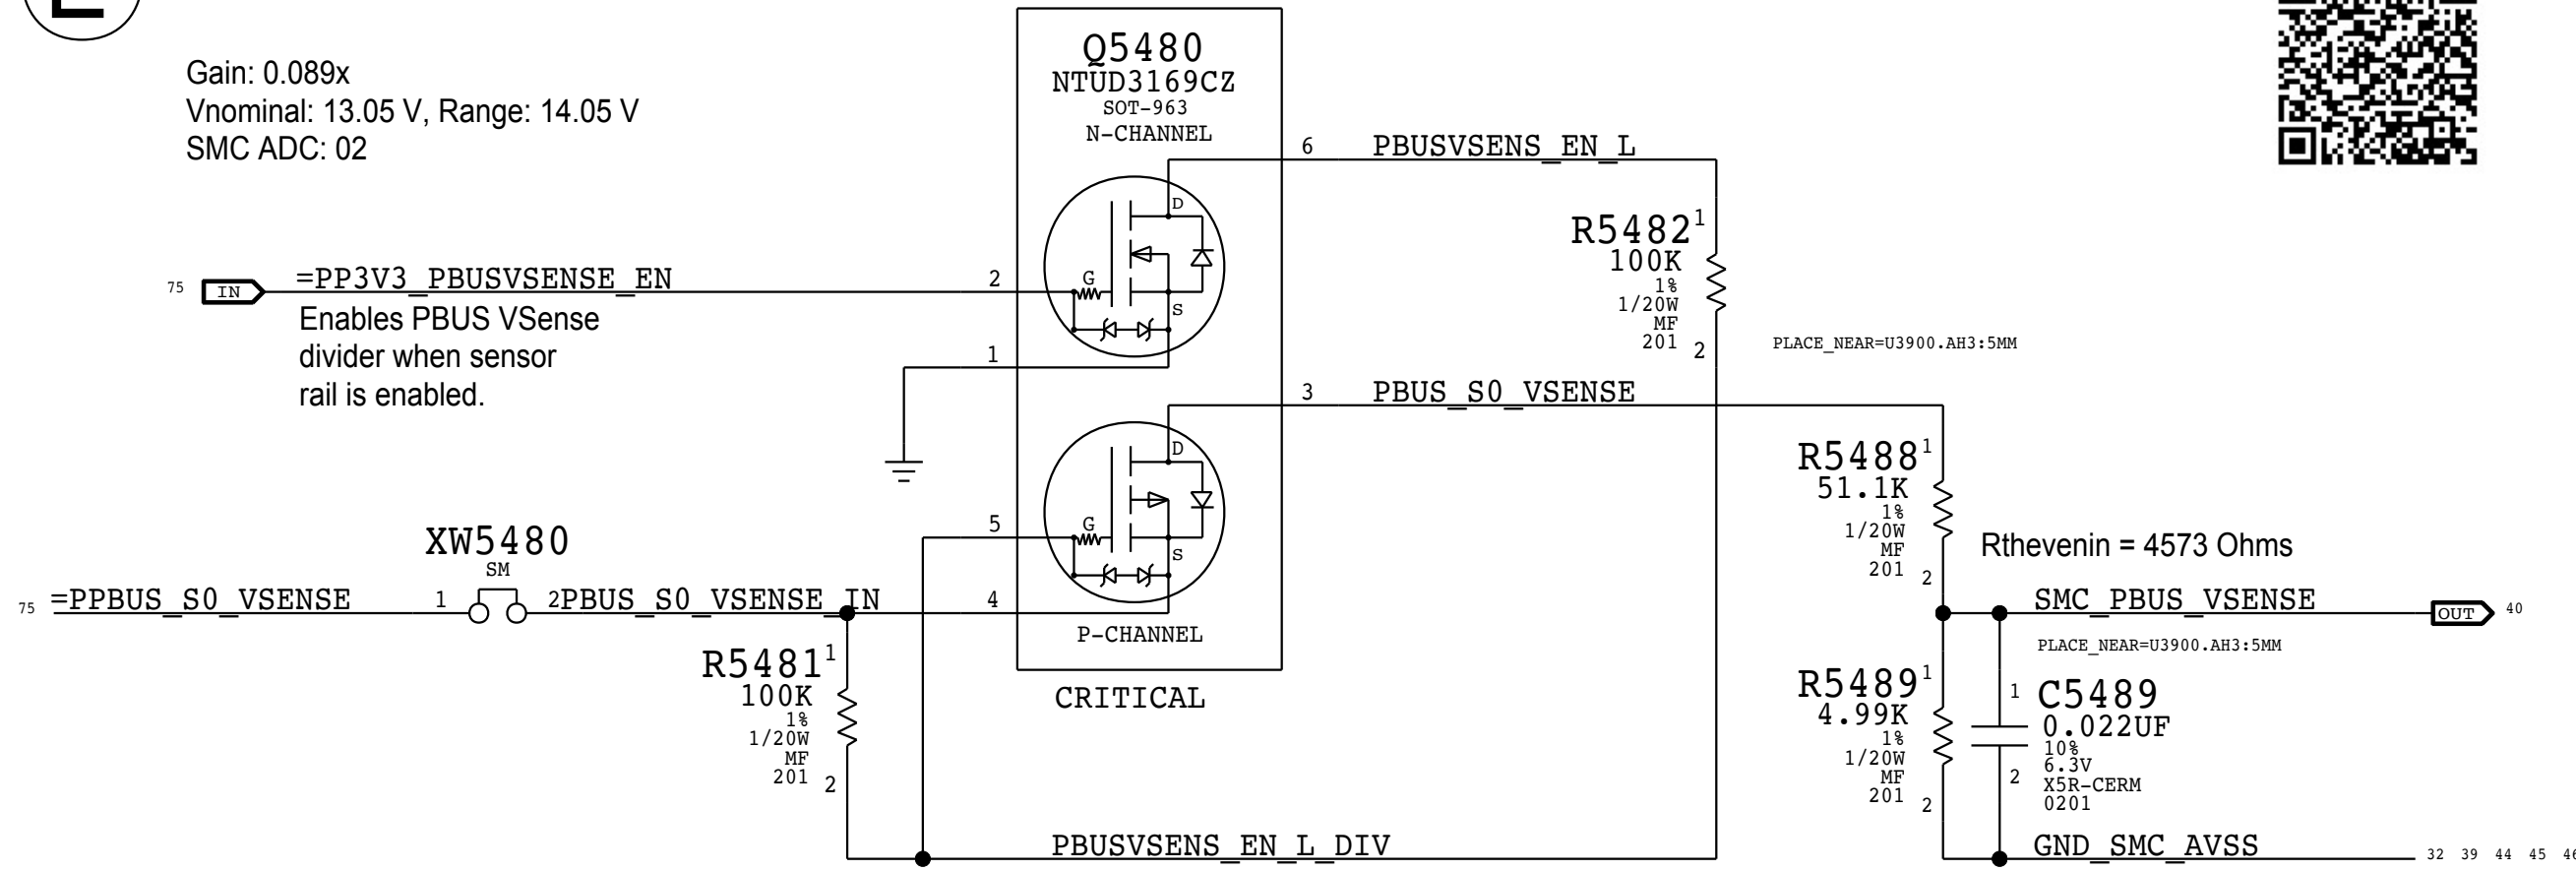 Gain: 0.089x
Vnominal: 13.05 V, Range: 14.05 V
SMC ADC: 02
Q5480
NTUD3169CZ
SOT-963
N-CHANNEL
6
PBUSVSENS_EN_L
D
G
S
75
IN
=PP3V3_PBUSVSENSE_EN
2
Enables PBUS VSense
divider when sensor
rail is enabled.
1
R5482
1
100K
1%
1/20W
MF
201
2
PLACE_NEAR=U3900.AH3:5MM
3
PBUS_S0_VSENSE
D
G
S
5
XW5480
SM
75
=PPBUS_S0_VSENSE
1
2
PBUS_S0_VSENSE_IN
4
P-CHANNEL
CRITICAL
R5481
1
100K
1%
1/20W
MF
201
2
PBUSVSENS_EN_L_DIV
R5488
1
51.1K
1%
1/20W
MF
201
2
Rthevenin = 4573 Ohms
SMC_PBUS_VSENSE
OUT
40
PLACE_NEAR=U3900.AH3:5MM
R5489
1
4.99K
1%
1/20W
MF
201
2
1
C5489
0.022UF
10%
6.3V
2
X5R-CERM
0201
GND_SMC_AVSS
32 39 44 45